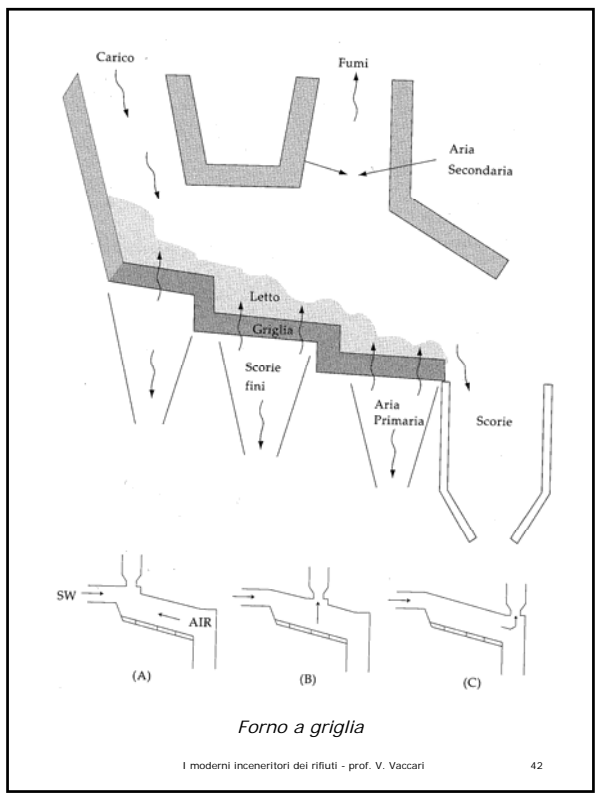 Carico
Fumi
Aria
Secondaria
Letto
Griglia
Scorie
fini
Aria
Primaria
Scorie
SW
AIR
(A)
(B)
(C)
Forno a griglia
I moderni inceneritori dei rifiuti - prof. V. Vaccari
42